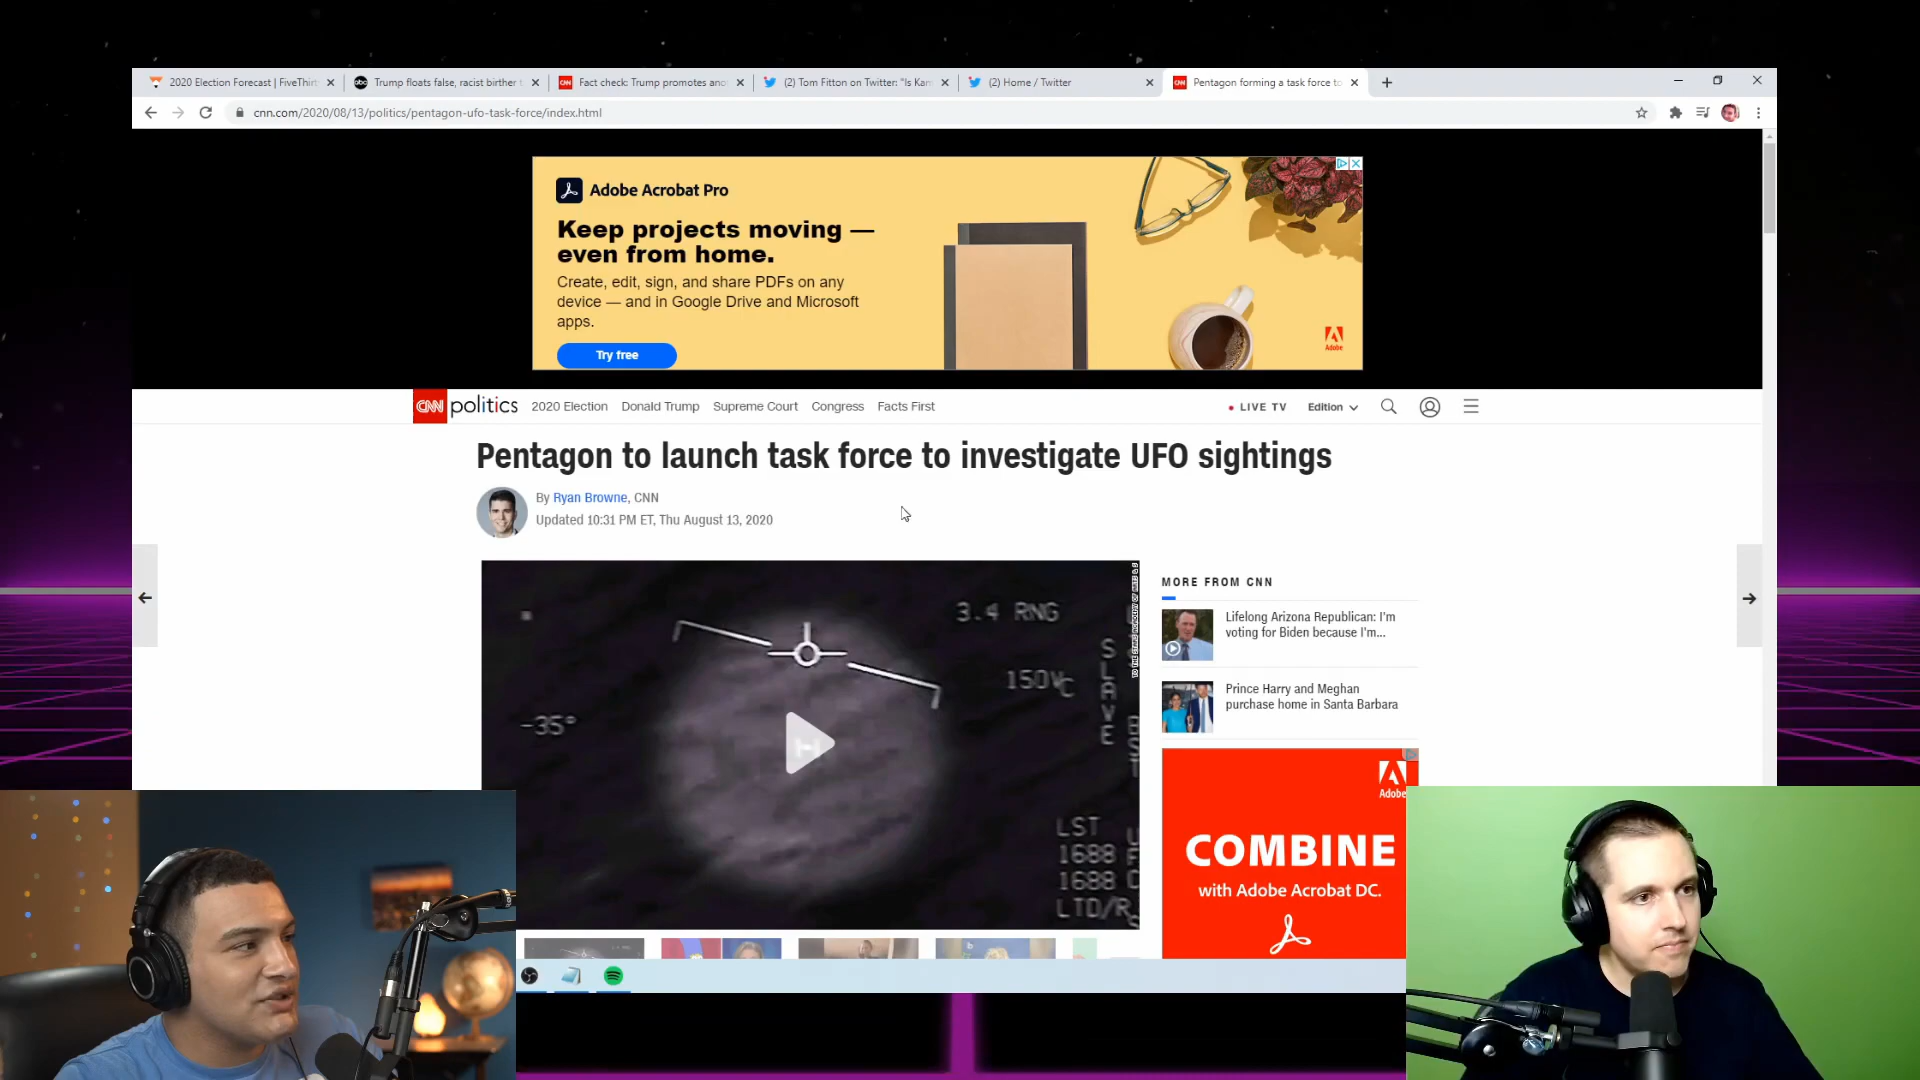 2020 Election Forecast | FiveThirt
Trump floats false, racist birther t
Fact check: Trump promotes ano
(2) Tom Fitton on Twitter: "Is Kam
(2) Home / Twitter
Pentagon forming a task force to
cnn.com/2020/08/13/politics/pentagon-ufo-task-force/index.html
Adobe Acrobat Pro
Keep projects moving —
even from home.
Create, edit, sign, and share PDFs on any
device — and in Google Drive and Microsoft
apps.
Try free
Adobe
CNN politics
2020 Election
Donald Trump
Supreme Court
Congress
Facts First
LIVE TV
Edition
Pentagon to launch task force to investigate UFO sightings
By Ryan Browne, CNN
Updated 10:31 PM ET, Thu August 13, 2020
3.4 RNG
150Vc
-35°
SLAVE
LST
1688
1688
LTD/R
MORE FROM CNN
Lifelong Arizona Republican: I'm
voting for Biden because I'm...
Prince Harry and Meghan
purchase home in Santa Barbara
Adobe
COMBINE
with Adobe Acrobat DC.